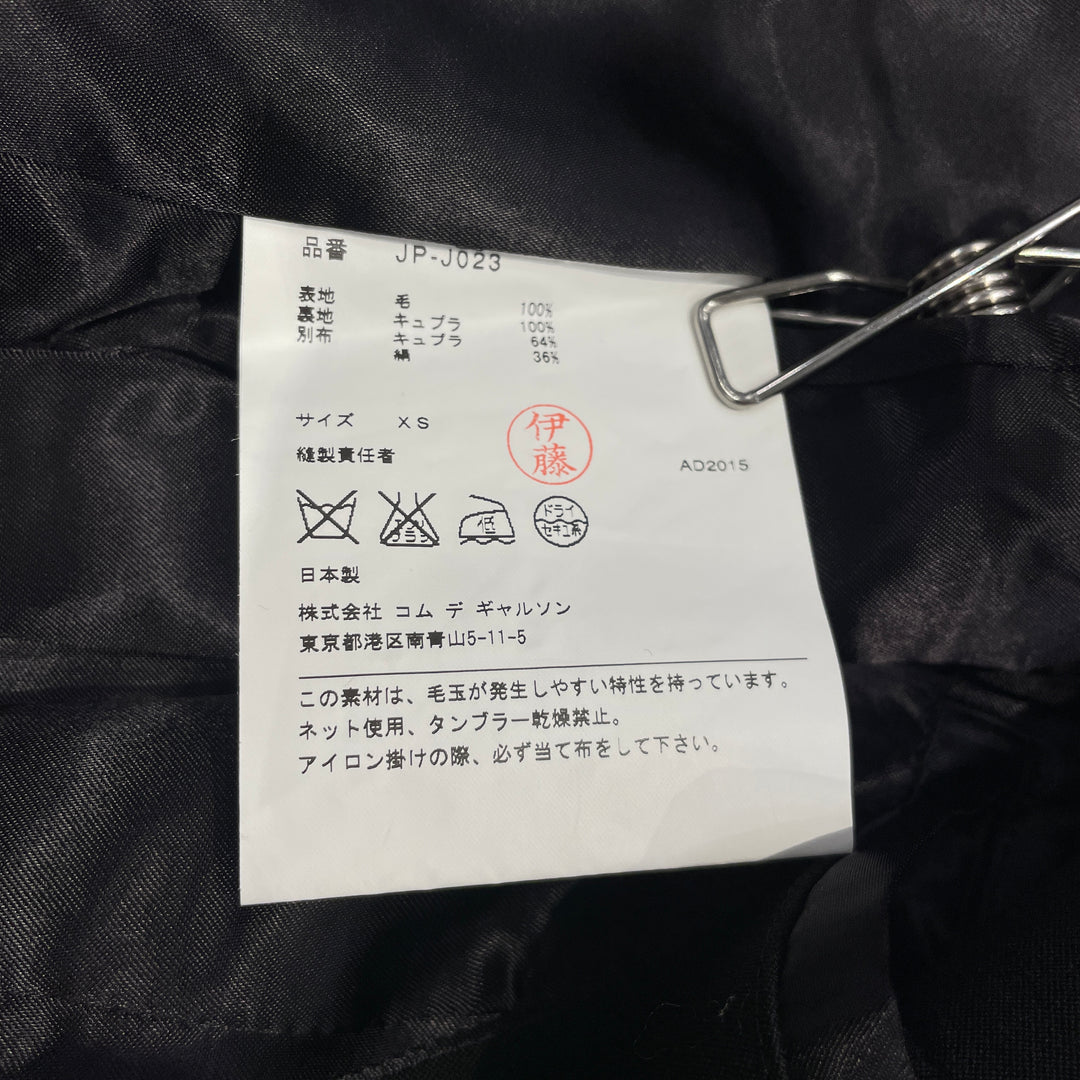 品番 JP-J023
表地 毛 100%
裏地 キュプラ 100%
別布 キュプラ 64%
絹 36%
サイズ XS
縫製責任者
伊藤
AD2015
低
ドライ
セキユ系
日本製
株式会社 コム デ ギャルソン
東京都港区南青山5-11-5
この素材は、毛玉が発生しやすい特性を持っています。
ネット使用、タンブラー乾燥禁止。
アイロン掛けの際、必ず当て布をして下さい。